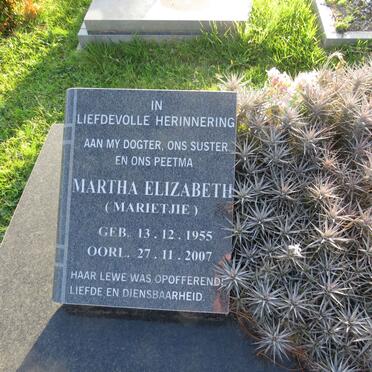 IN
LIEFDEVOLLE HERINNERING
AAN MY DOGTER, ONS SUSTER
EN ONS PEETMA
MARTHA ELIZABETH
( MARIETJIE )
GEB. 13 . 12 . 1955
OORL. 27 . 11 . 2007
HAAR LEWE WAS OPOFFERENDE
LIEFDE EN DIENSBAARHEID.